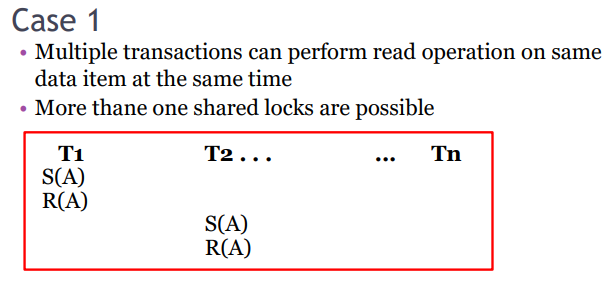 Case 1
• Multiple transactions can perform read operation on same
data item at the same time
• More thane one shared locks are possible
T1 T2 . . . ... Tn
S(A)
R(A)
S(A)
R(A)